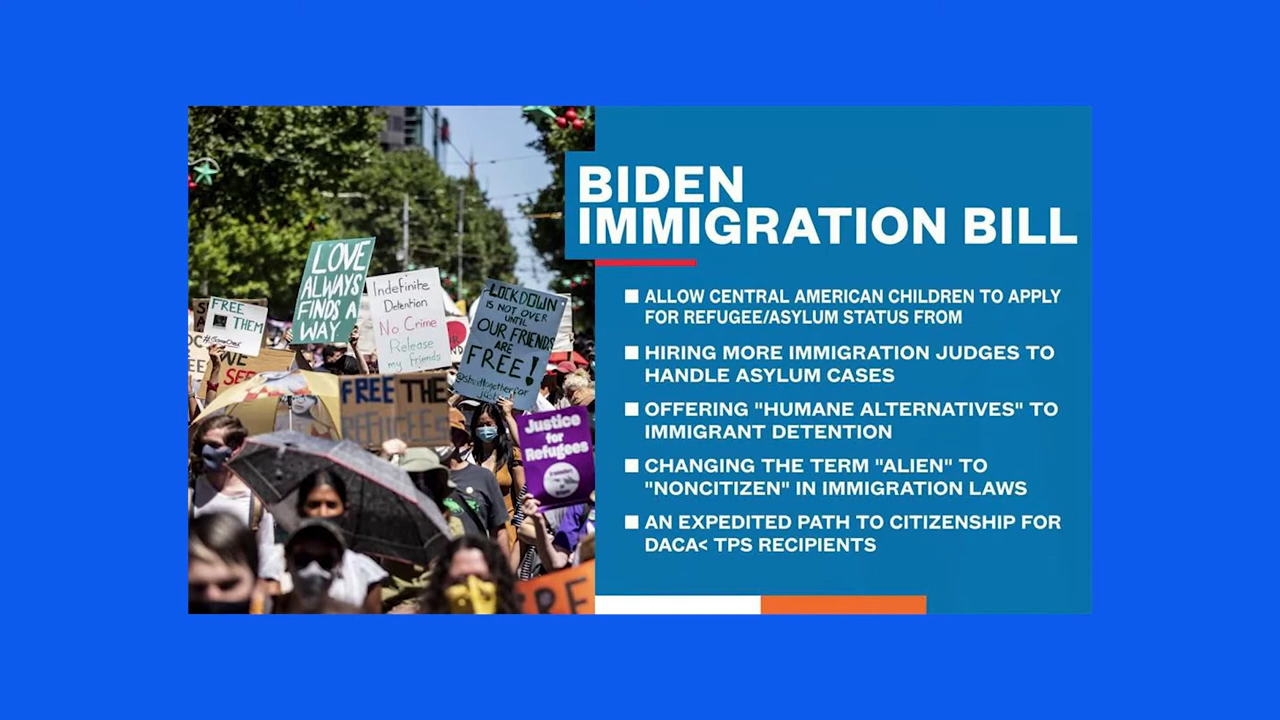 BIDEN
IMMIGRATION BILL
ALLOW CENTRAL AMERICAN CHILDREN TO APPLY
FOR REFUGEE/ASYLUM STATUS FROM
HIRING MORE IMMIGRATION JUDGES TO
HANDLE ASYLUM CASES
OFFERING "HUMANE ALTERNATIVES" TO
IMMIGRANT DETENTION
CHANGING THE TERM "ALIEN" TO
"NONCITIZEN" IN IMMIGRATION LAWS
AN EXPEDITED PATH TO CITIZENSHIP FOR
DACA< TPS RECIPIENTS
LOVE
ALWAYS
FINDS A
WAY.
Indefinite
Detention
No Crime
Release
my friends
LOCKDOWN
IS NOT OVER
UNTIL
OUR FRIENDS
ARE
FREE!
FREE
THEM
WE
SEE
FREE THE
REFUGEES
Justice
for
Refugees
RE